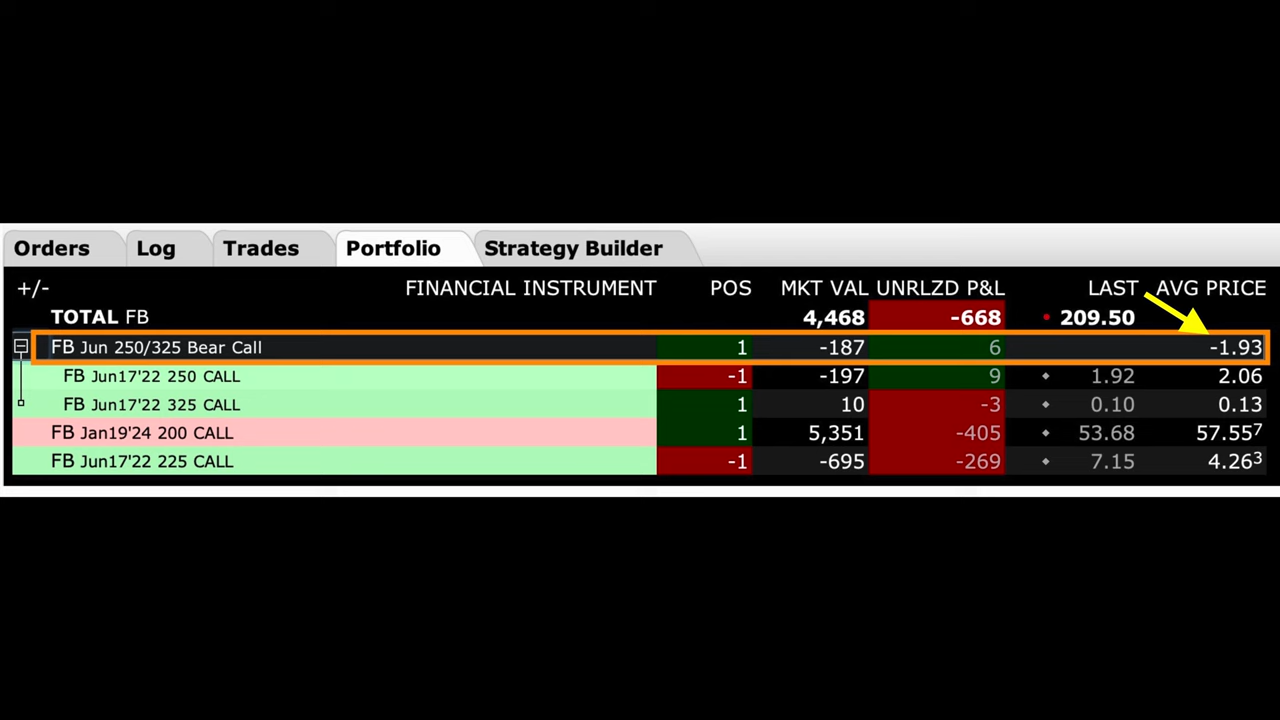 Orders Log Trades Portfolio Strategy Builder
+/- FINANCIAL INSTRUMENT POS MKT VAL UNRLZD P&L LAST AVG PRICE
TOTAL FB 4,468 -668 209.50
FB Jun 250/325 Bear Call 1 -187 6 -1.93
FB Jun17'22 250 CALL -1 -197 9 1.92 2.06
FB Jun17'22 325 CALL 1 10 -3 0.10 0.13
FB Jan19'24 200 CALL 1 5,351 -405 53.68 57.55⁷
FB Jun17'22 225 CALL -1 -695 -269 7.15 4.26³